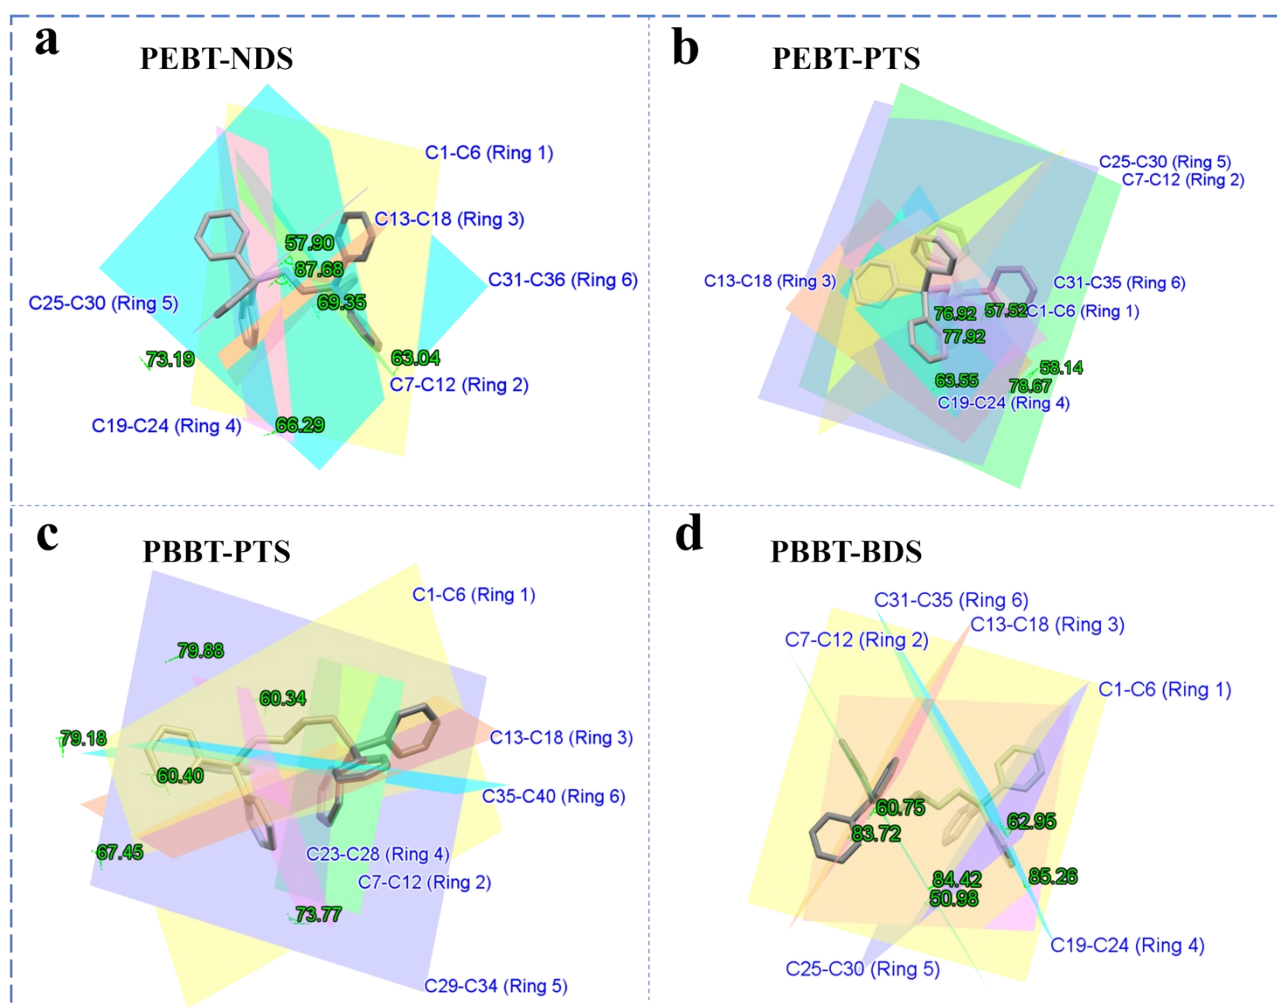 a
PEBT-NDS
C1-C6 (Ring 1)
C13-C18 (Ring 3)
57.90
87.68
C31-C36 (Ring 6)
69.35
C25-C30 (Ring 5)
73.19
63.04
C7-C12 (Ring 2)
C19-C24 (Ring 4)
66.29
b
PEBT-PTS
C25-C30 (Ring 5)
C7-C12 (Ring 2)
C13-C18 (Ring 3)
C31-C35 (Ring 6)
76.92
57.52
C1-C6 (Ring 1)
77.92
58.14
63.55
78.67
C19-C24 (Ring 4)
c
PBBT-PTS
C1-C6 (Ring 1)
79.88
60.34
79.18
C13-C18 (Ring 3)
60.40
C35-C40 (Ring 6)
67.45
C23-C28 (Ring 4)
C7-C12 (Ring 2)
73.77
C29-C34 (Ring 5)
d
PBBT-BDS
C31-C35 (Ring 6)
C13-C18 (Ring 3)
C7-C12 (Ring 2)
C1-C6 (Ring 1)
60.75
83.72
62.95
84.42
85.26
50.98
C19-C24 (Ring 4)
C25-C30 (Ring 5)